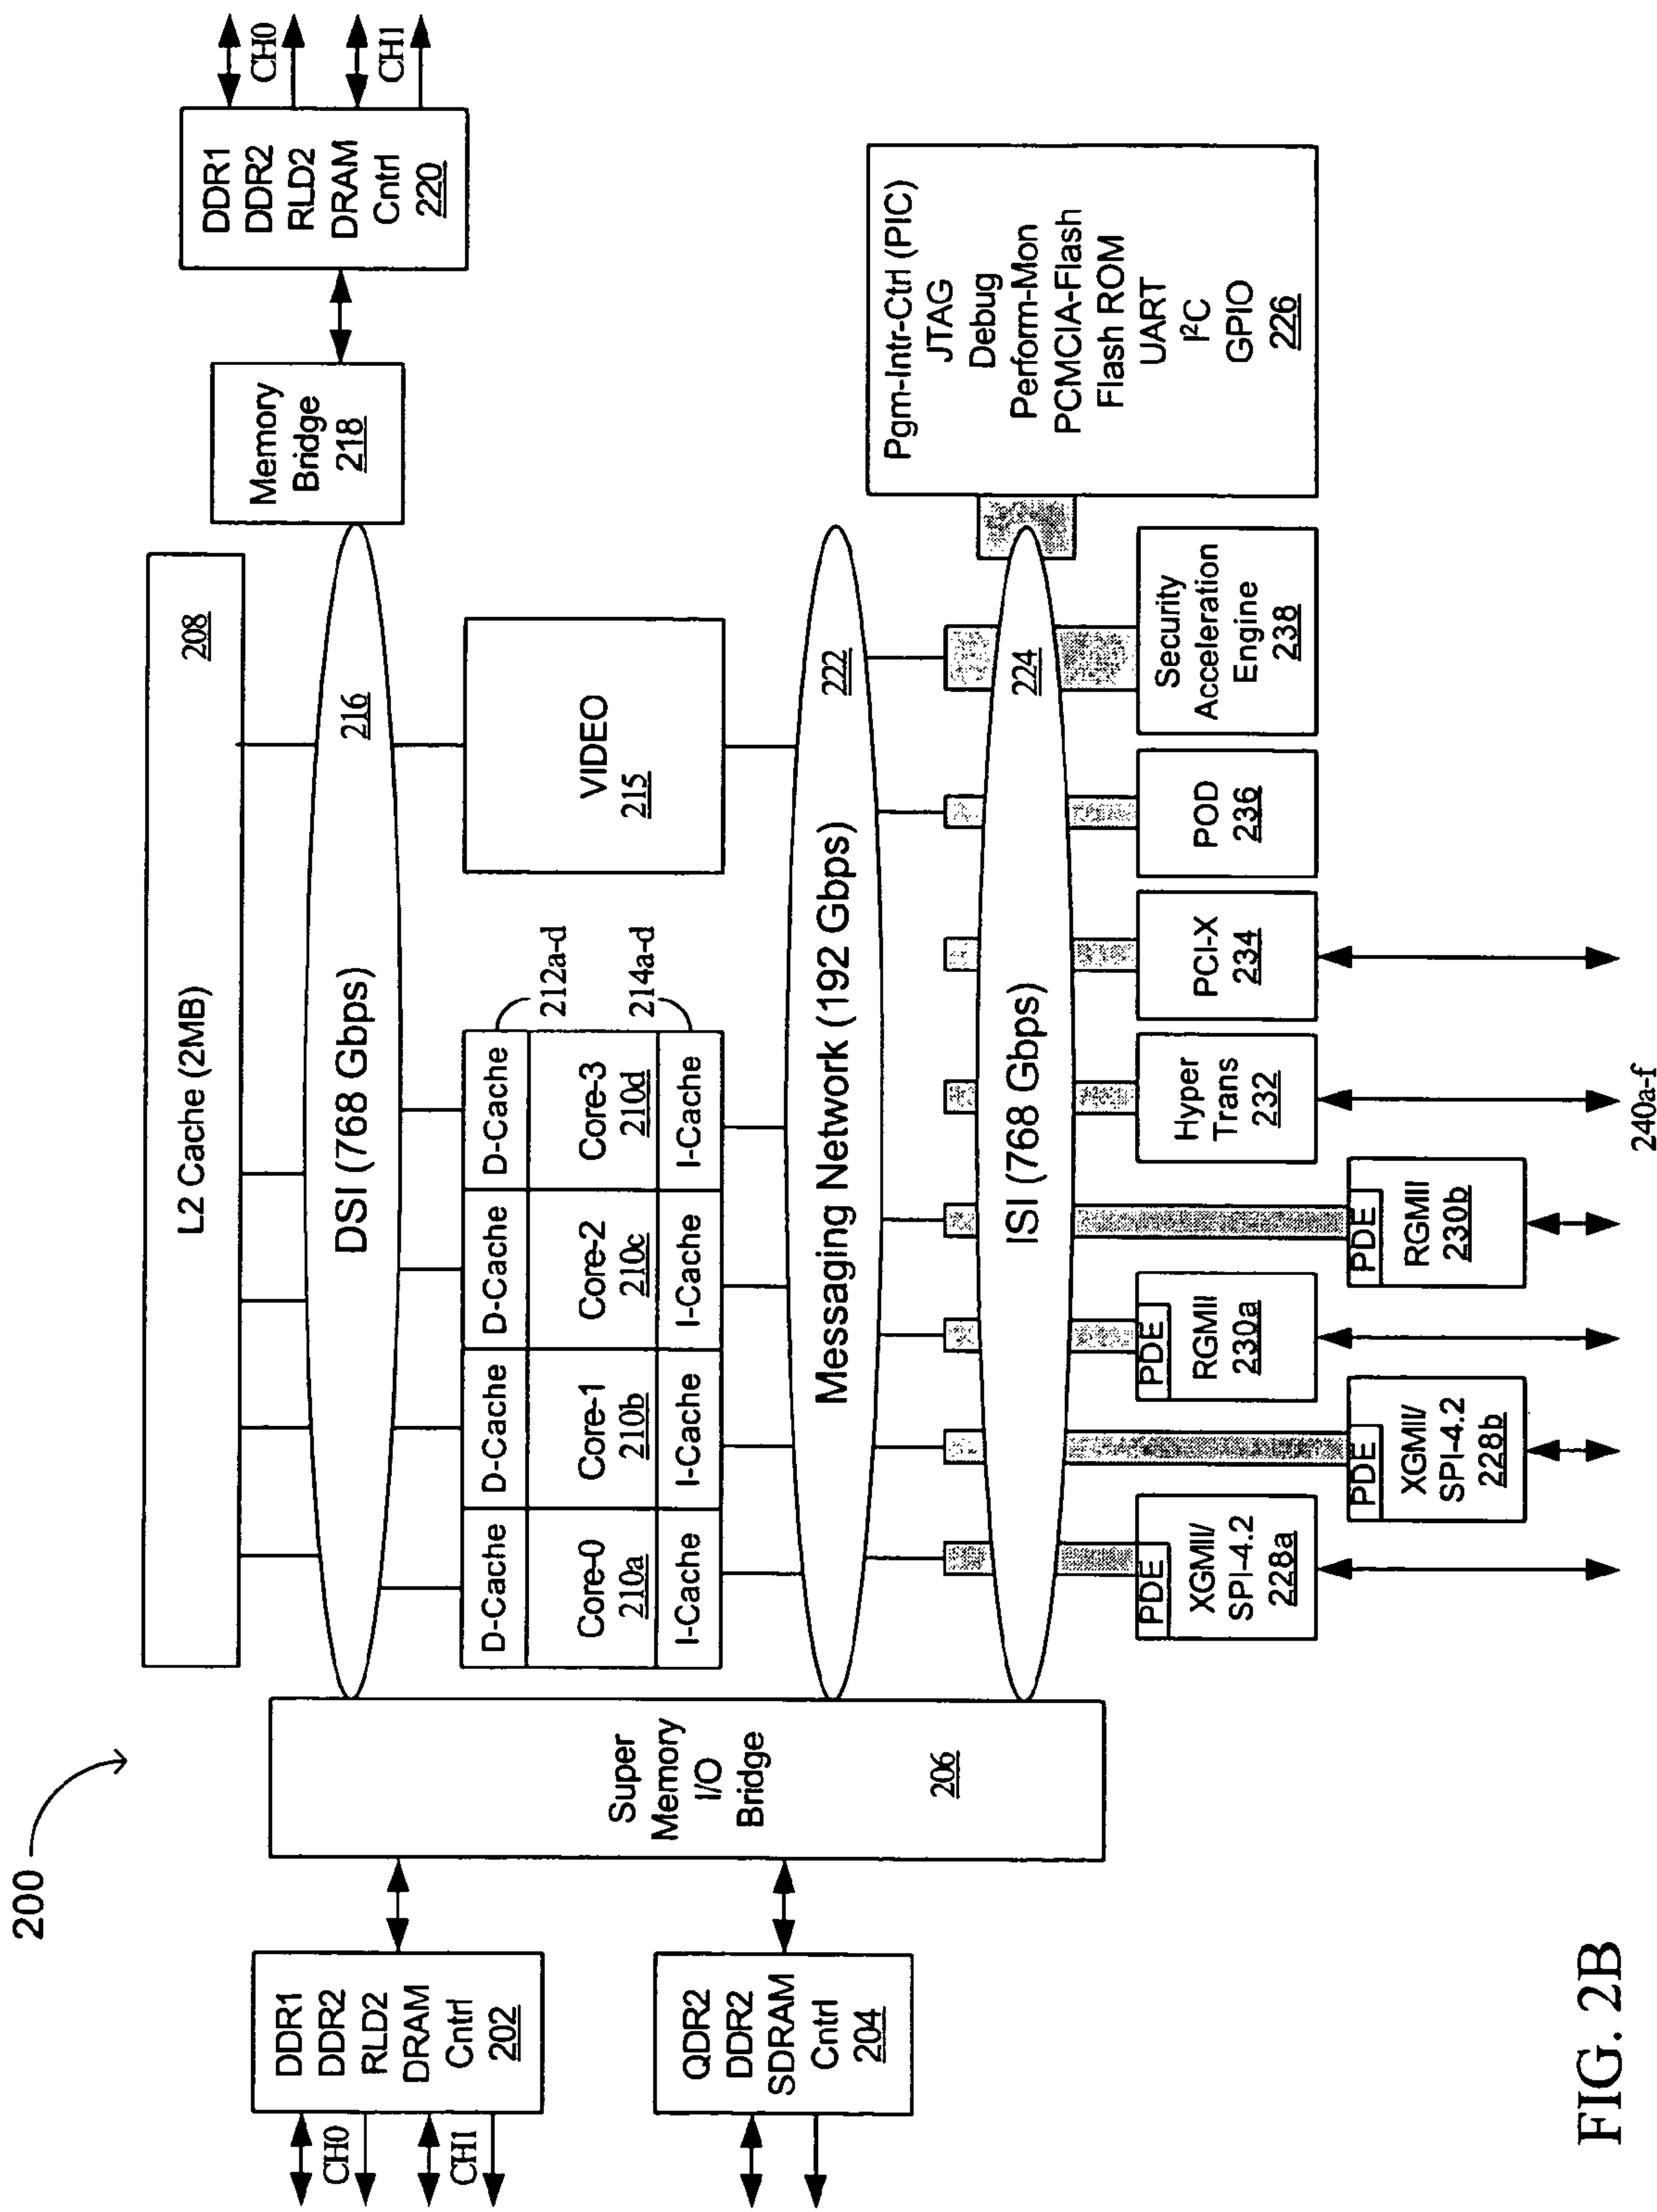 200
L2 Cache (2MB)
208
DDR1
DDR2
RLD2
DRAM
Cntrl
202
CH0
CH1
QDR2
DDR2
SDRAM
Cntrl
204
Super
Memory
I/O
Bridge
206
DSI (768 Gbps)
216
Memory
Bridge
218
DDR1
DDR2
RLD2
DRAM
Cntrl
220
CH0
CH1
D-Cache
D-Cache
D-Cache
D-Cache
212a-d
Core-0
210a
Core-1
210b
Core-2
210c
Core-3
210d
I-Cache
I-Cache
I-Cache
I-Cache
214a-d
VIDEO
215
Messaging Network (192 Gbps)
222
ISI (768 Gbps)
224
Pgm-Intr-Ctrl (PIC)
JTAG
Debug
Perform-Mon
PCMCIA-Flash
Flash ROM
UART
I²C
GPIO
226
PDE
XGMII/
SPI-4.2
228a
PDE
XGMII/
SPI-4.2
228b
PDE
RGMII
230a
PDE
RGMII
230b
Hyper
Trans
232
PCI-X
234
POD
236
Security
Acceleration
Engine
238
240a-f
FIG. 2B